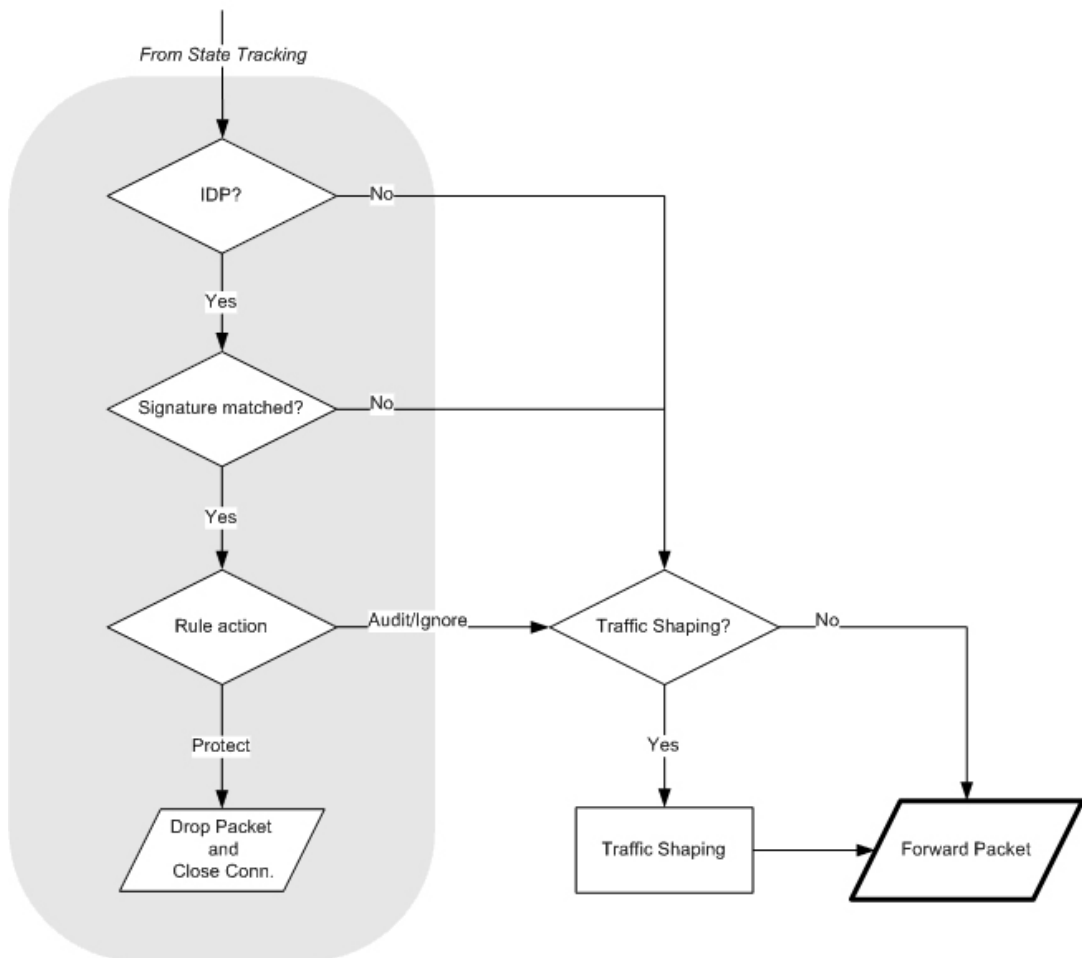 From State Tracking
IDP?
No
Yes
Signature matched?
No
Yes
Rule action
Audit/Ignore
Traffic Shaping?
No
Protect
Yes
Drop Packet
and
Close Conn.
Traffic Shaping
Forward Packet